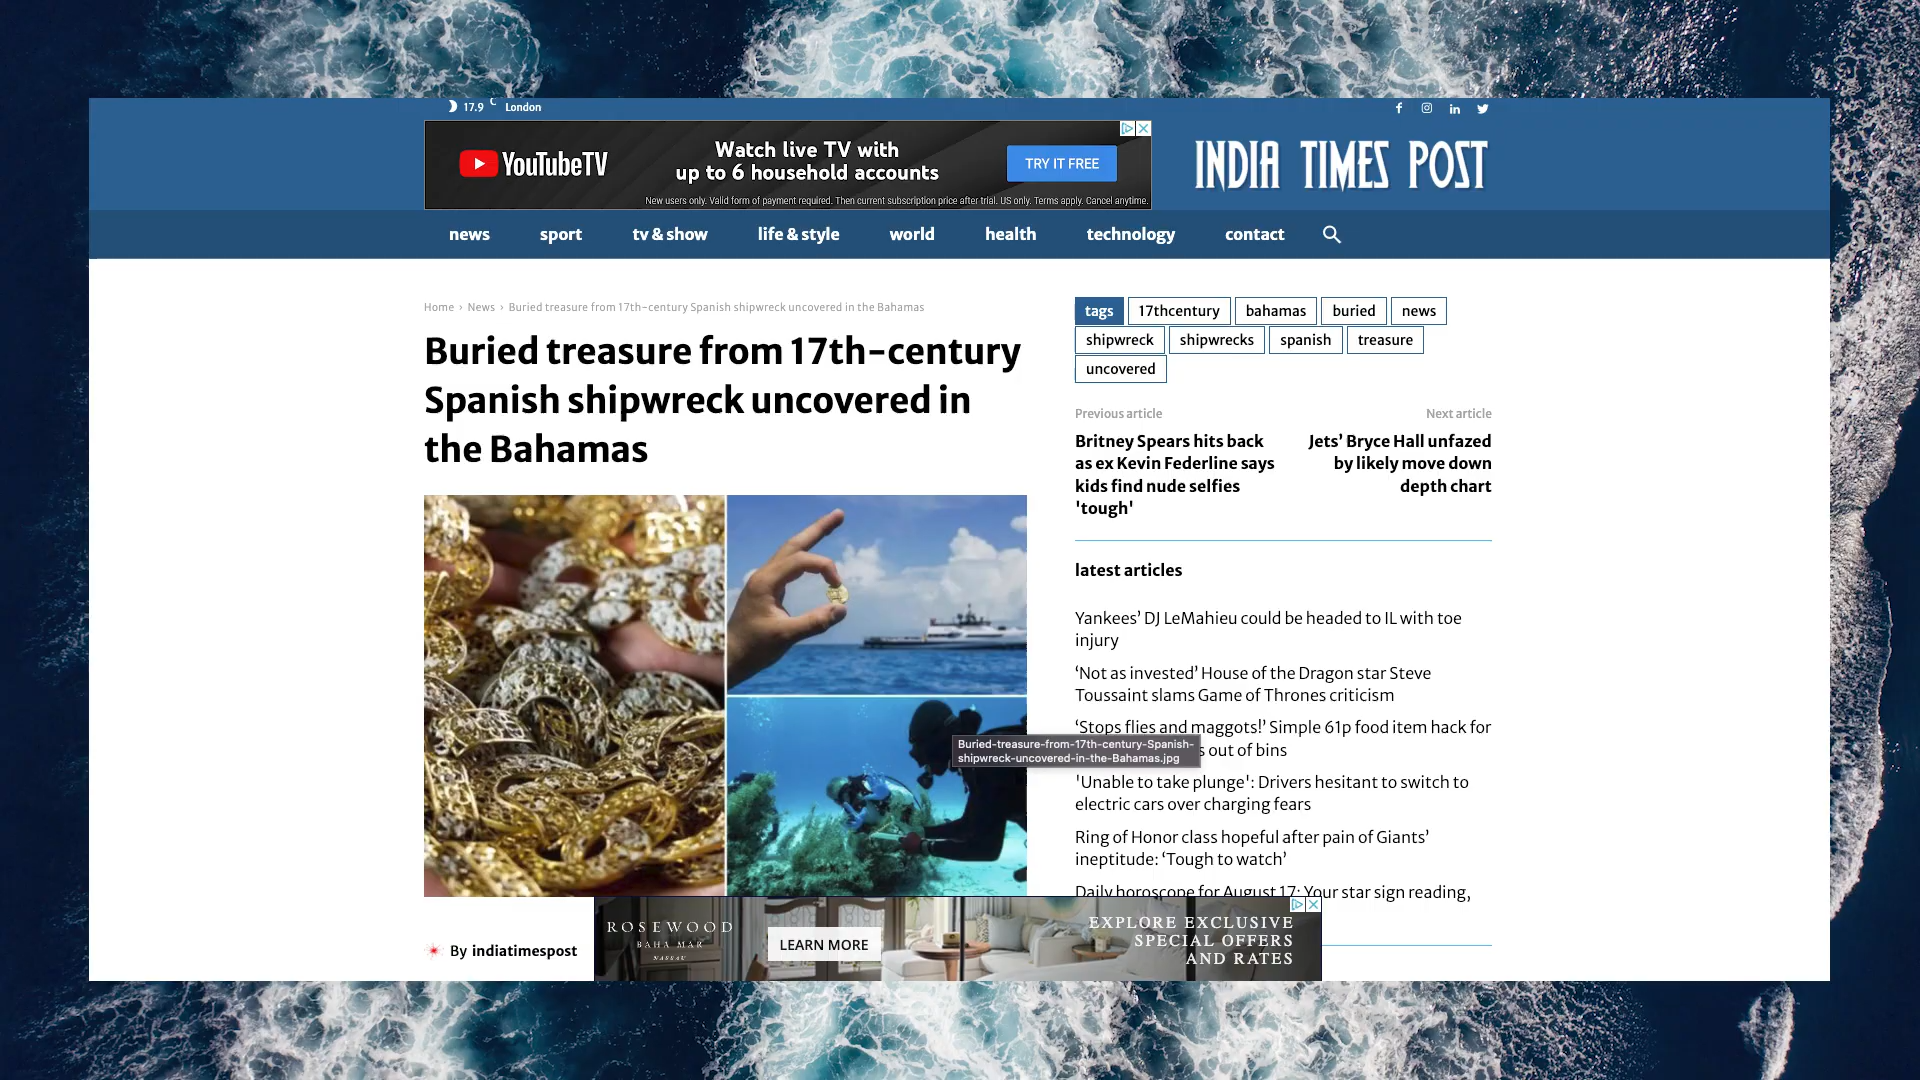 17.9 C London
YouTubeTV
Watch live TV with
up to 6 household accounts
TRY IT FREE
New users only. Valid form of payment required. Then current subscription price after trial. US only. Terms apply. Cancel anytime.
INDIA TIMES POST
news sport tv & show life & style world health technology contact
Home › News › Buried treasure from 17th-century Spanish shipwreck uncovered in the Bahamas
Buried treasure from 17th-century
Spanish shipwreck uncovered in
the Bahamas
Buried-treasure-from-17th-century-Spanish-
shipwreck-uncovered-in-the-Bahamas.jpg
By indiatimespost
tags 17thcentury bahamas buried news
shipwreck shipwrecks spanish treasure
uncovered
Previous article
Britney Spears hits back
as ex Kevin Federline says
kids find nude selfies
'tough'
Next article
Jets’ Bryce Hall unfazed
by likely move down
depth chart
latest articles
Yankees’ DJ LeMahieu could be headed to IL with toe
injury
‘Not as invested’ House of the Dragon star Steve
Toussaint slams Game of Thrones criticism
‘Stops flies and maggots!’ Simple 61p food item hack for
out of bins
'Unable to take plunge': Drivers hesitant to switch to
electric cars over charging fears
Ring of Honor class hopeful after pain of Giants’
ineptitude: ‘Tough to watch’
Daily horoscope for August 17: Your star sign reading,
ROSEWOOD
BAHA MAR
NASSAU
LEARN MORE
EXPLORE EXCLUSIVE
SPECIAL OFFERS
AND RATES